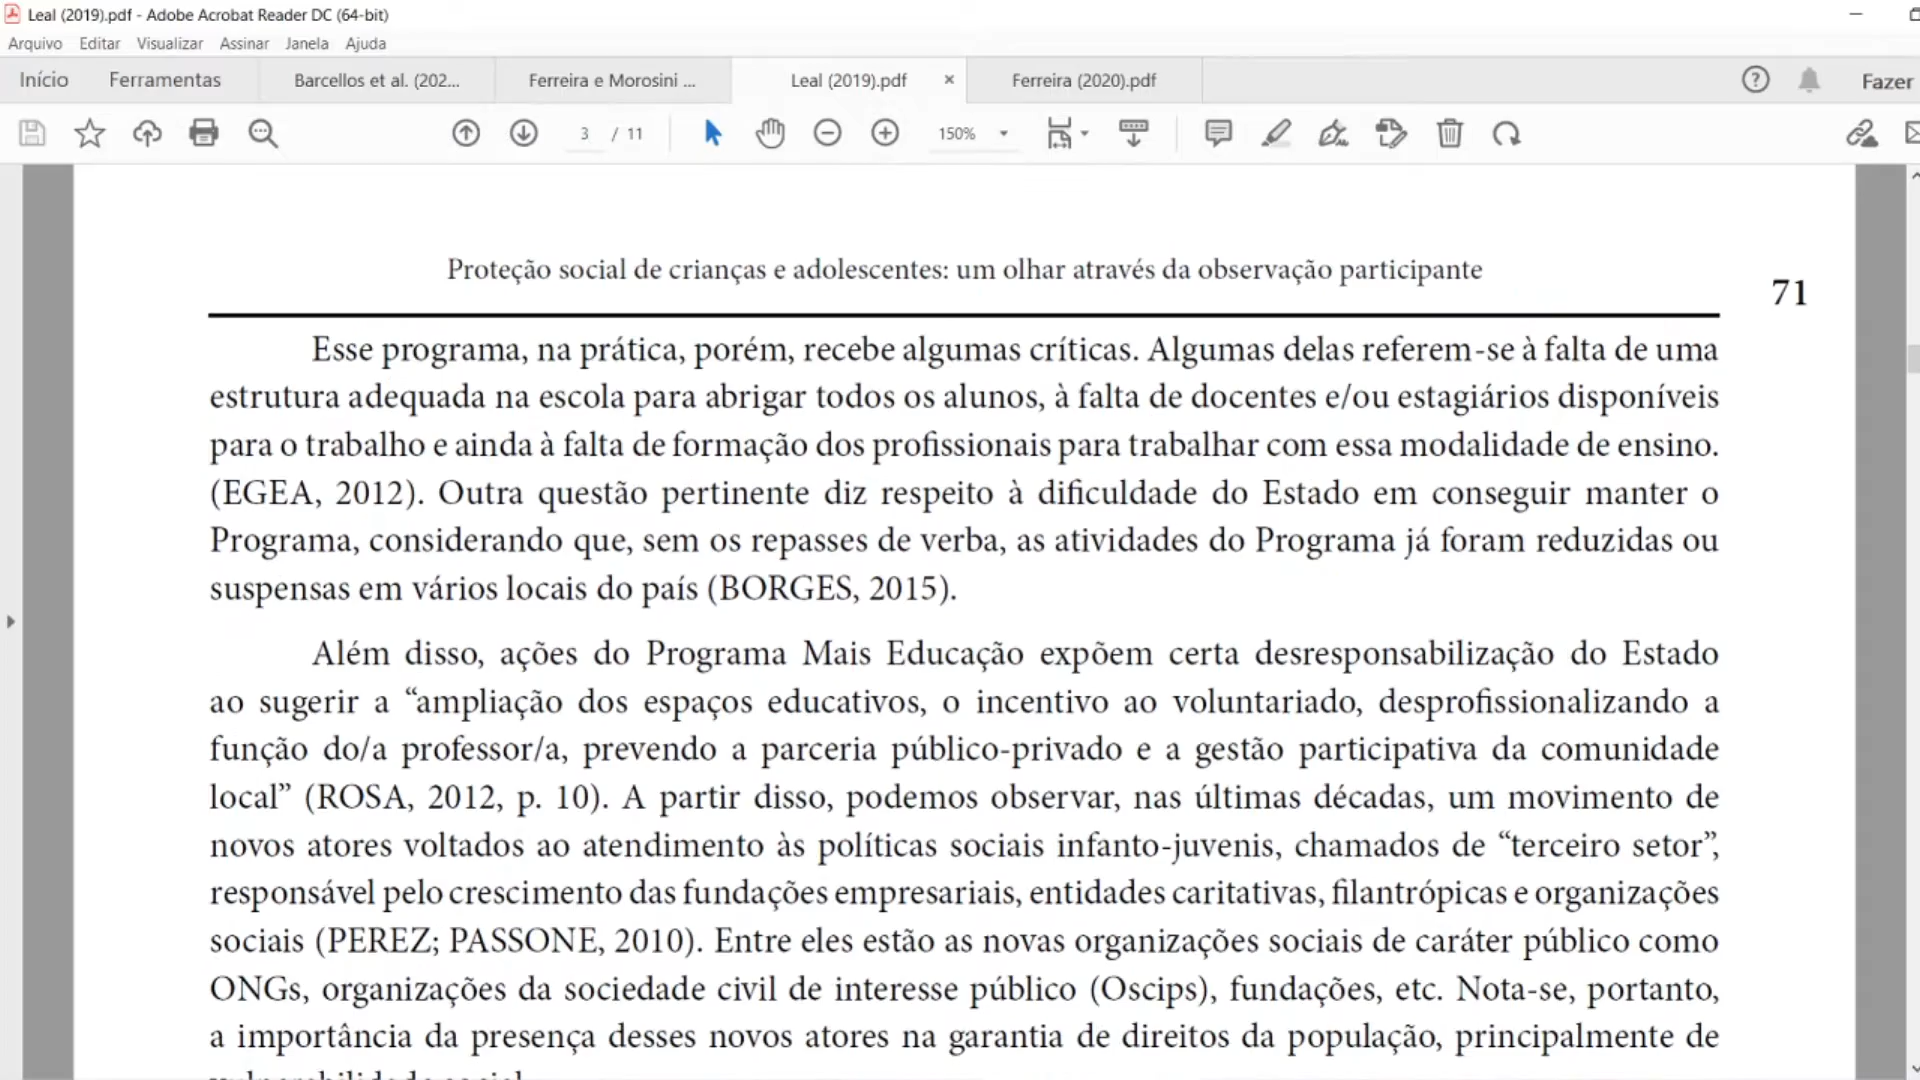 Leal (2019).pdf - Adobe Acrobat Reader DC (64-bit)
Arquivo Editar Visualizar Assinar Janela Ajuda
Início Ferramentas Barcellos et al. (202... Ferreira e Morosini ... Leal (2019).pdf × Ferreira (2020).pdf Fazer
3 / 11 150%
Proteção social de crianças e adolescentes: um olhar através da observação participante
71
Esse programa, na prática, porém, recebe algumas críticas. Algumas delas referem-se à falta de uma
estrutura adequada na escola para abrigar todos os alunos, à falta de docentes e/ou estagiários disponíveis
para o trabalho e ainda à falta de formação dos profissionais para trabalhar com essa modalidade de ensino.
(EGEA, 2012). Outra questão pertinente diz respeito à dificuldade do Estado em conseguir manter o
Programa, considerando que, sem os repasses de verba, as atividades do Programa já foram reduzidas ou
suspensas em vários locais do país (BORGES, 2015).
Além disso, ações do Programa Mais Educação expõem certa desresponsabilização do Estado
ao sugerir a “ampliação dos espaços educativos, o incentivo ao voluntariado, desprofissionalizando a
função do/a professor/a, prevendo a parceria público-privado e a gestão participativa da comunidade
local” (ROSA, 2012, p. 10). A partir disso, podemos observar, nas últimas décadas, um movimento de
novos atores voltados ao atendimento às políticas sociais infanto-juvenis, chamados de “terceiro setor”,
responsável pelo crescimento das fundações empresariais, entidades caritativas, filantrópicas e organizações
sociais (PEREZ; PASSONE, 2010). Entre eles estão as novas organizações sociais de caráter público como
ONGs, organizações da sociedade civil de interesse público (Oscips), fundações, etc. Nota-se, portanto,
a importância da presença desses novos atores na garantia de direitos da população, principalmente de